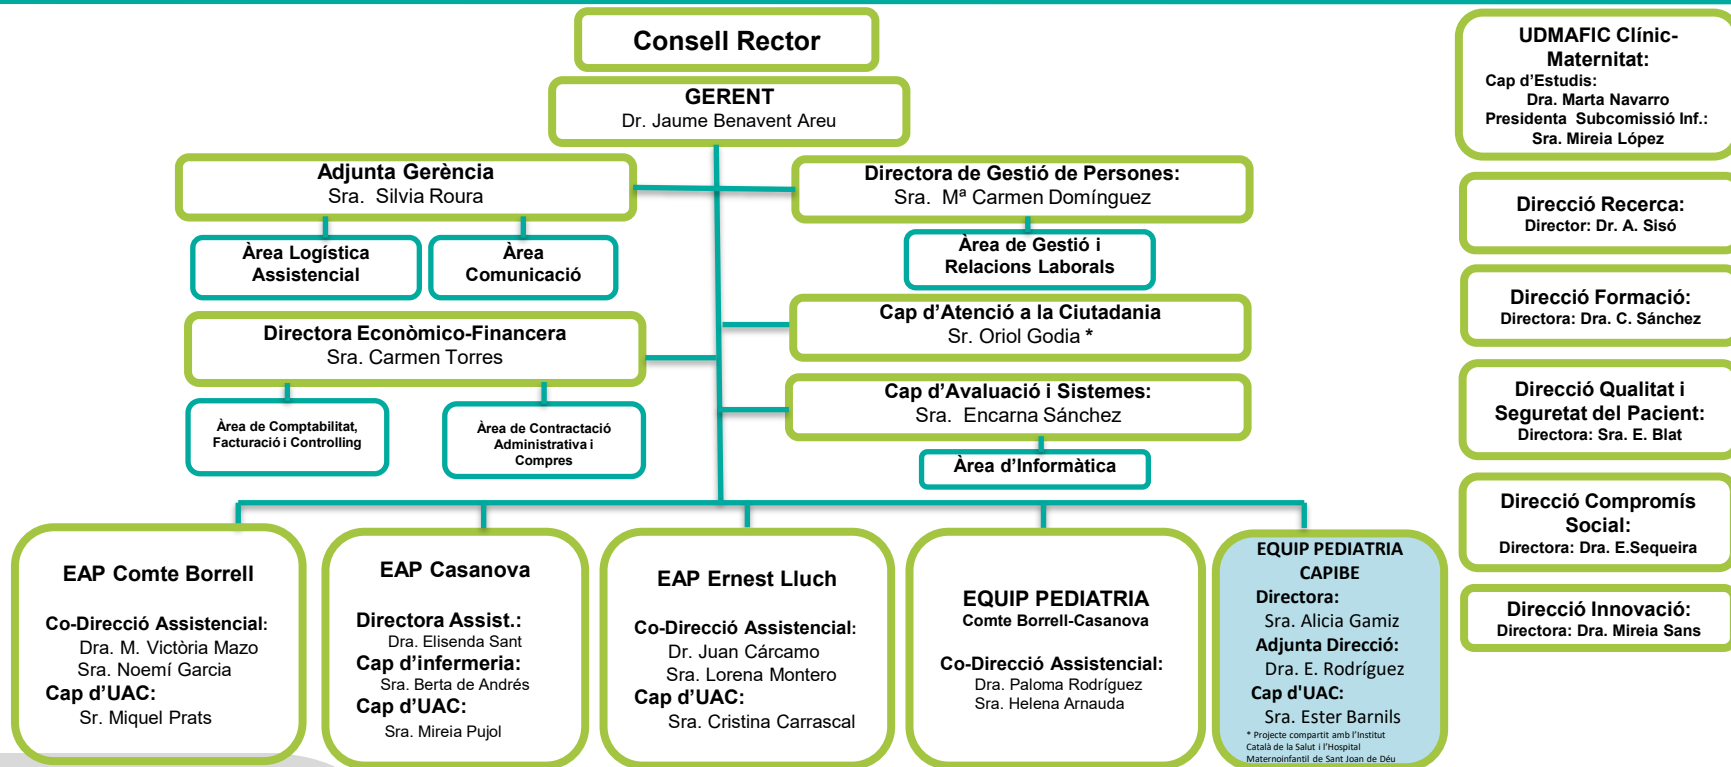 Consell Rector
GERENT
Dr. Jaume Benavent Areu
Adjunta Gerència
Sra. Silvia Roura
Directora de Gestió de Persones:
Sra. Mª Carmen Domínguez
Àrea Logística
Assistencial
Àrea
Comunicació
Àrea de Gestió i
Relacions Laborals
Directora Econòmico-Financera
Sra. Carmen Torres
Cap d’Atenció a la Ciutadania
Sr. Oriol Godia *
Àrea de Comptabilitat,
Facturació i Controlling
Àrea de Contractació
Administrativa i
Compres
Cap d’Avaluació i Sistemes:
Sra. Encarna Sánchez
Àrea d’Informàtica
EAP Comte Borrell
Co-Direcció Assistencial:
Dra. M. Victòria Mazo
Sra. Noemí Garcia
Cap d’UAC:
Sr. Miquel Prats
EAP Casanova
Directora Assist.:
Dra. Elisenda Sant
Cap d’infermeria:
Sra. Berta de Andrés
Cap d’UAC:
Sra. Mireia Pujol
EAP Ernest Lluch
Co-Direcció Assistencial:
Dr. Juan Cárcamo
Sra. Lorena Montero
Cap d’UAC:
Sra. Cristina Carrascal
EQUIP PEDIATRIA
Comte Borrell-Casanova
Co-Direcció Assistencial:
Dra. Paloma Rodríguez
Sra. Helena Arnauda
EQUIP PEDIATRIA
CAPIBE
Directora:
Sra. Alicia Gamiz
Adjunta Direcció:
Dra. E. Rodríguez
Cap d'UAC:
Sra. Ester Barnils
* Projecte compartit amb l’Institut
Català de la Salut i l’Hospital
Maternoinfantil de Sant Joan de Déu
UDMAFIC Clínic-
Maternitat:
Cap d’Estudis:
Dra. Marta Navarro
Presidenta Subcomissió Inf.:
Sra. Mireia López
Direcció Recerca:
Director: Dr. A. Sisó
Direcció Formació:
Directora: Dra. C. Sánchez
Direcció Qualitat i
Seguretat del Pacient:
Directora: Sra. E. Blat
Direcció Compromís
Social:
Directora: Dra. E.Sequeira
Direcció Innovació:
Directora: Dra. Mireia Sans